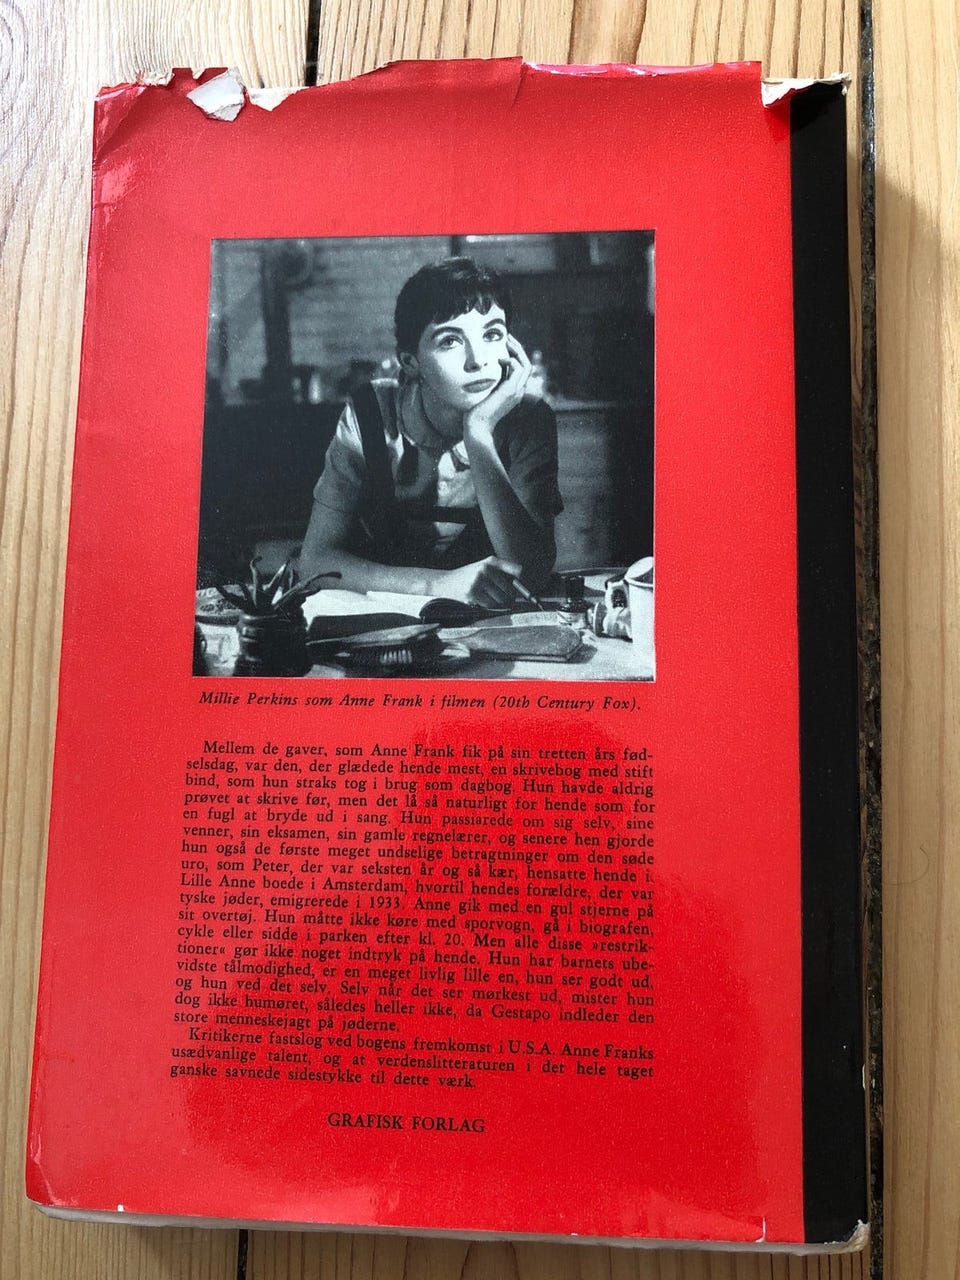 Millie Perkins som Anne Frank i filmen (20th Century Fox).
Mellem de gaver, som Anne Frank fik på sin tretten års fød-
selsdag, var den, der glædede hende mest, en skrivebog med stift
bind, som hun straks tog i brug som dagbog. Hun havde aldrig
prøvet at skrive før, men det lå så naturligt for hende som for
en fugl at bryde ud i sang. Hun passiarede om sig selv, sine
venner, sin eksamen, sin gamle regnelærer, og senere hen gjorde
hun også de første meget undselige betragtninger om den søde
uro, som Peter, der var seksten år og så kær, hensatte hende i.
Lille Anne boede i Amsterdam, hvortil hendes forældre, der var
tyske jøder, emigrerede i 1933. Anne gik med en gul stjerne på
sit overtøj. Hun måtte ikke køre med sporvogn, gå i biografen,
cykle eller sidde i parken efter kl. 20. Men alle disse »restrik-
tioner« gør ikke noget indtryk på hende. Hun har barnets ube-
vidste tålmodighed, er en meget livlig lille en, hun ser godt ud,
og hun ved det selv. Selv når det ser mørkest ud, mister hun
dog ikke humøret, således heller ikke, da Gestapo indleder den
store menneskejagt på jøderne.
Kritikerne fastslog ved bogens fremkomst i U.S.A. Anne Franks
usædvanlige talent, og at verdenslitteraturen i det hele taget
ganske savnede sidestykke til dette værk.
GRAFISK FORLAG